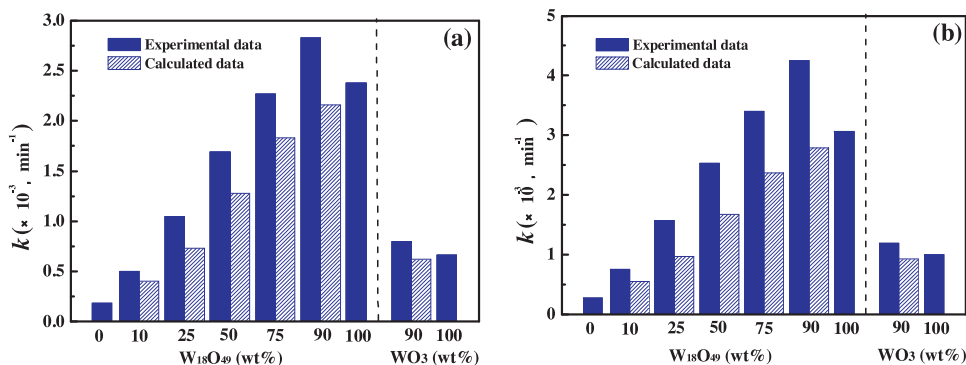 (a)
Experimental data
Calculated data
3.0
2.5
2.0
1.5
1.0
0.5
0.0
k (× 10⁻³, min⁻¹)
0 10 25 50 75 90 100 90 100
W₁₈O₄₉ (wt%) WO₃ (wt%)
(b)
Experimental data
Calculated data
5
4
3
2
1
0
k (× 10⁻³, min⁻¹)
0 10 25 50 75 90 100 90 100
W₁₈O₄₉ (wt%) WO₃ (wt%)